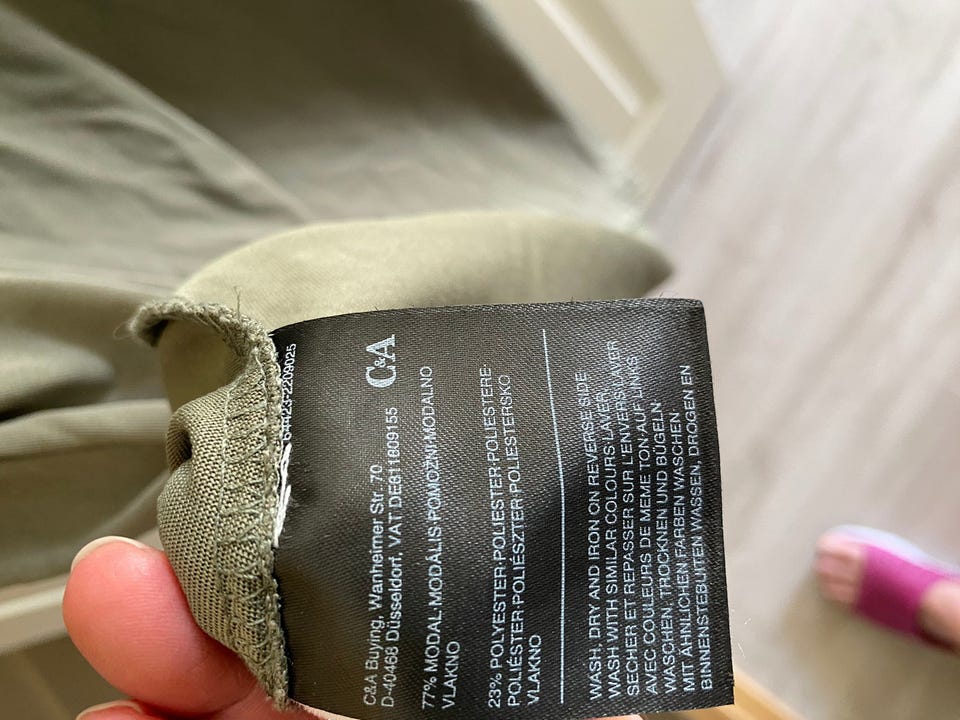 C&A
C&A Buying, Wanheimer Str. 70
D-40468 Düsseldorf, VAT DE811809155
77% MODAL·MODÁLIS·POMOŽNI·MODALNO
VLAKNO
23% POLYESTER·POLIESTER·POLIESTERE·
POLIÉSTER·POLIÉSZTER·POLIESTERSKO
VLAKNO
WASH, DRY AND IRON ON REVERSE SIDE
WASH WITH SIMILAR COLOURS·LAVER,
SECHER ET REPASSER SUR L'ENVERS·LAVER
AVEC COULEURS DE MEME TON·AUF LINKS
WASCHEN, TROCKNEN UND BÜGELN
MIT ÄHNLICHEN FARBEN WASCHEN
BINNENSTEBUITEN WASSEN, DROGEN EN